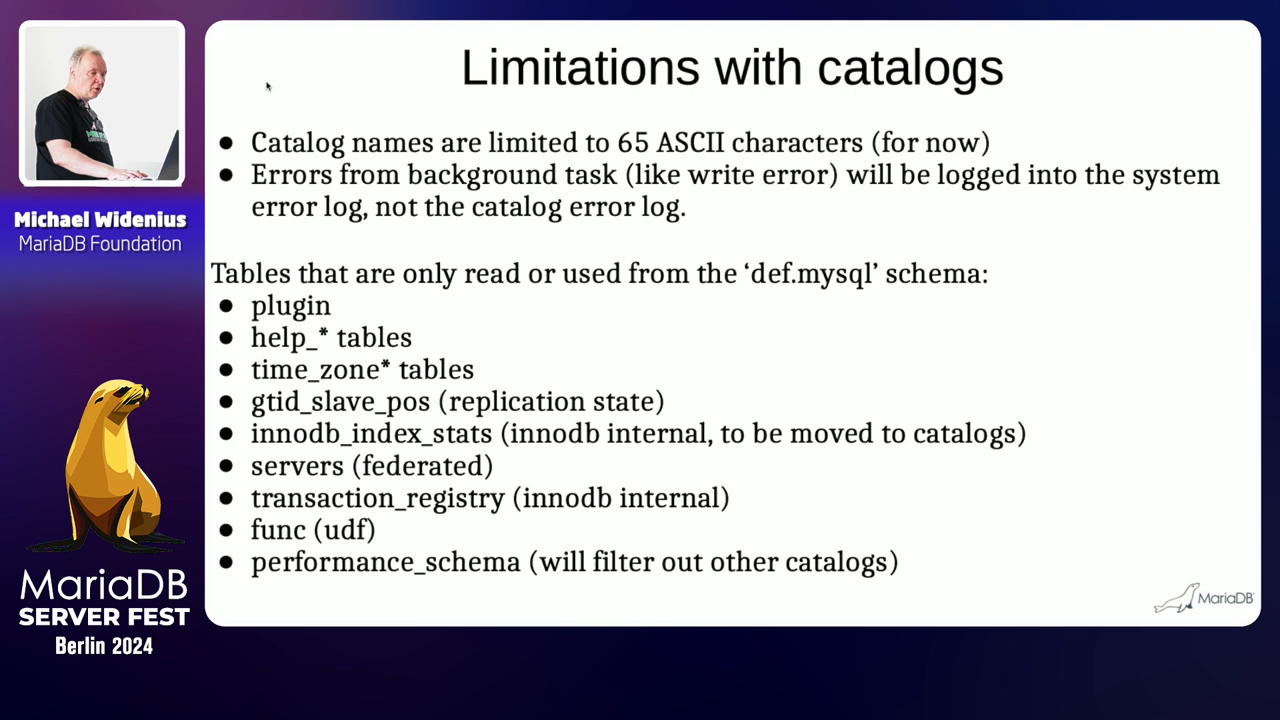 Limitations with catalogs
● Catalog names are limited to 65 ASCII characters (for now)
● Errors from background task (like write error) will be logged into the system
error log, not the catalog error log.
Tables that are only read or used from the ‘def.mysql’ schema:
● plugin
● help_* tables
● time_zone* tables
● gtid_slave_pos (replication state)
● innodb_index_stats (innodb internal, to be moved to catalogs)
● servers (federated)
● transaction_registry (innodb internal)
● func (udf)
● performance_schema (will filter out other catalogs)
MariaDB
Michael Widenius
MariaDB Foundation
MariaDB
SERVER FEST
Berlin 2024